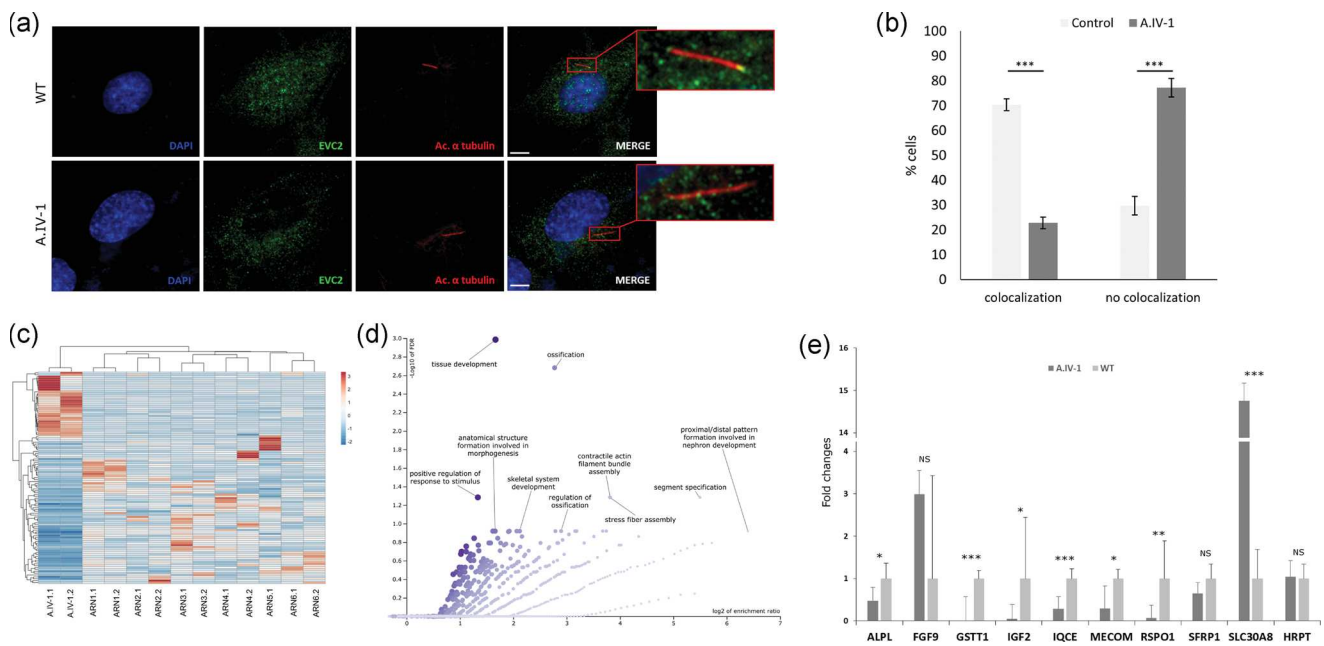 (a)
WT
DAPI
EVC2
Ac. α tubulin
MERGE
A.IV-1
DAPI
EVC2
Ac. α tubulin
MERGE
(b)
Control A.IV-1
% cells
100
90
80
70
60
50
40
30
20
10
0
***
***
colocalization
no colocalization
(c)
3
2
1
0
-1
-2
A.IV-1.1
A.IV-1.2
ARN1.1
ARN1.2
ARN2.1
ARN2.2
ARN3.1
ARN3.2
ARN4.1
ARN4.2
ARN5.1
ARN6.1
ARN6.2
(d)
-Log10 of FDR
3.0
2.8
2.6
2.4
2.2
2.0
1.8
1.6
1.4
1.2
1.0
0.8
0.6
0.4
0.2
0.0
tissue development
ossification
anatomical structure
formation involved in
morphogenesis
positive regulation of
response to stimulus
skeletal system
development
regulation of
ossification
contractile actin
filament bundle
assembly
stress fiber assembly
proximal/distal pattern
formation involved in
nephron development
segment specification
log2 of enrichment ratio
0 1 2 3 4 5 6 7
(e)
A.IV-1 WT
Fold changes
16
15
14
4
3
2
1
0
*
NS
***
*
***
*
**
NS
***
NS
ALPL
FGF9
GSTT1
IGF2
IQCE
MECOM
RSPO1
SFRP1
SLC30A8
HRPT